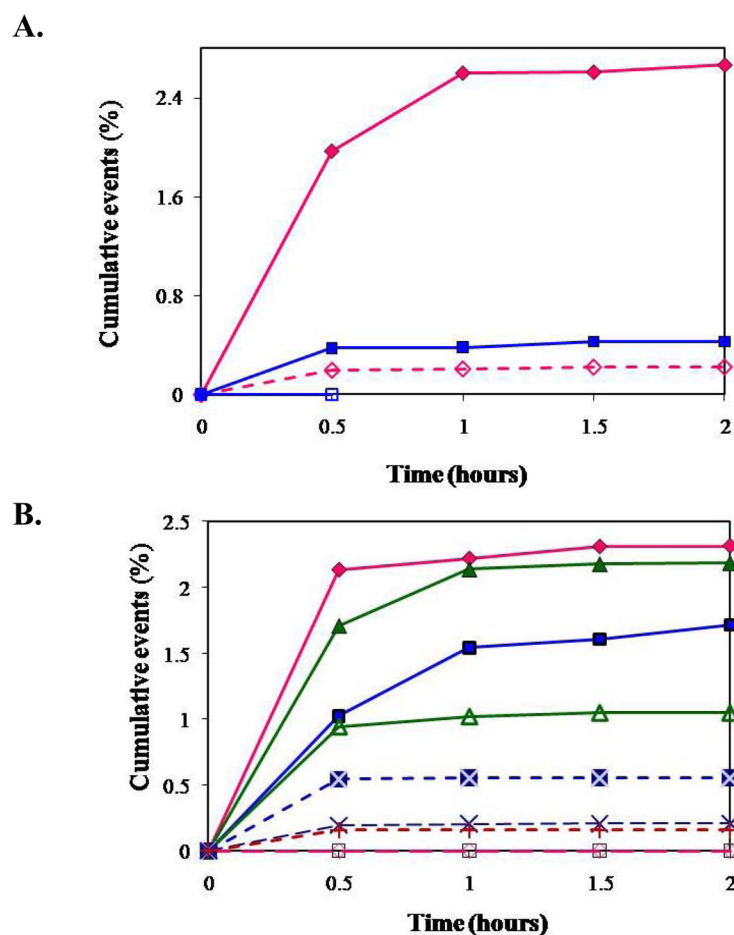 A.
Cumulative events (%)
2.4
1.6
0.8
0
0 0.5 1 1.5 2
Time (hours)
B.
Cumulative events (%)
2.5
2
1.5
1
0.5
0
0 0.5 1 1.5 2
Time (hours)